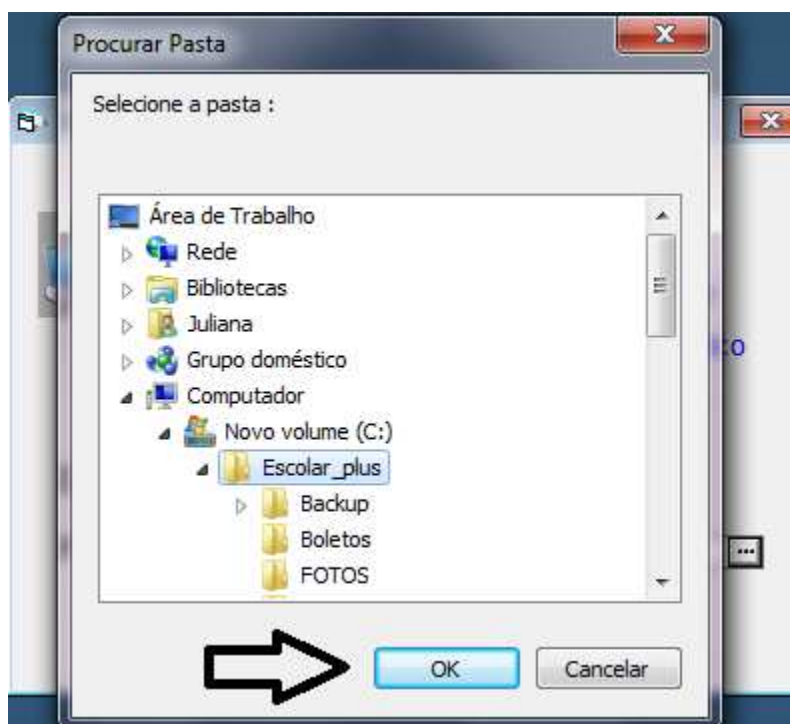 Procurar Pasta
Selecione a pasta :
Área de Trabalho
Rede
Bibliotecas
Juliana
Grupo doméstico
Computador
Novo volume (C:)
Escolar_plus
Backup
Boletos
FOTOS
OK
Cancelar